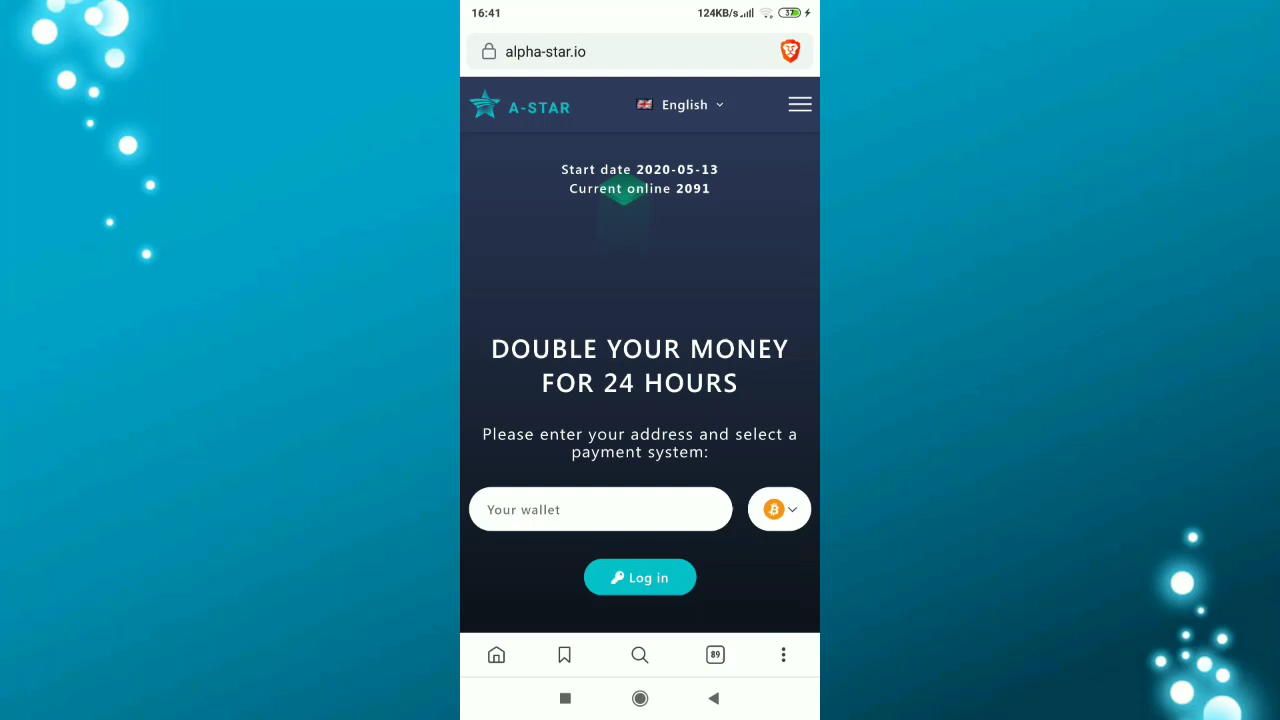 16:41
124KB/s
37
alpha-star.io
A-STAR
English
Start date 2020-05-13
Current online 2091
DOUBLE YOUR MONEY
FOR 24 HOURS
Please enter your address and select a
payment system:
Your wallet
Log in
89